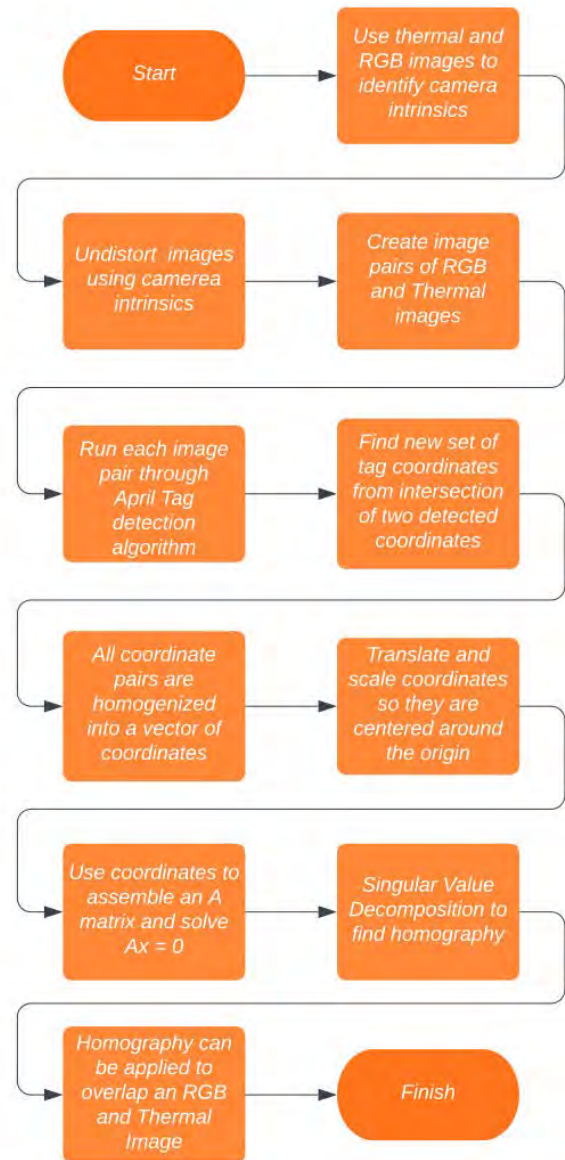 Start
Use thermal and
RGB images to
identify camera
intrinsics
Undistort images
using camerea
intrinsics
Create image
pairs of RGB
and Thermal
images
Run each image
pair through
April Tag
detection
algorithm
Find new set of
tag coordinates
from intersection
of two detected
coordinates
All coordinate
pairs are
homogenized
into a vector of
coordinates
Translate and
scale coordinates
so they are
centered around
the origin
Use coordinates to
assemble an A
matrix and solve
Ax = 0
Singular Value
Decomposition to
find homography
Homography can
be applied to
overlap an RGB
and Thermal
Image
Finish